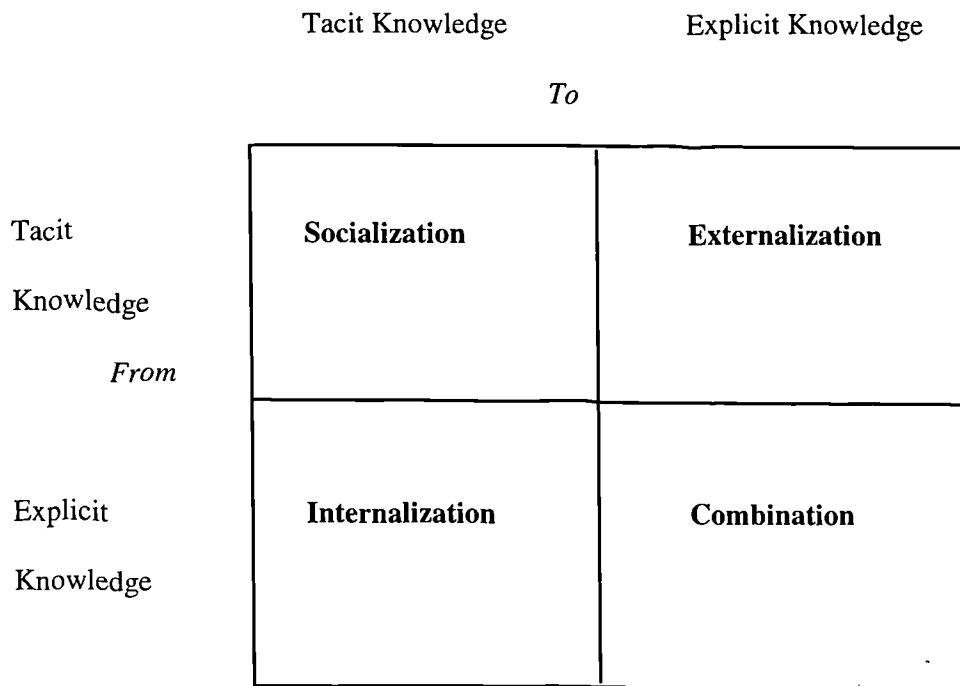 Tacit Knowledge Explicit Knowledge
To
Tacit Socialization Externalization
Knowledge
From
Explicit Internalization Combination
Knowledge